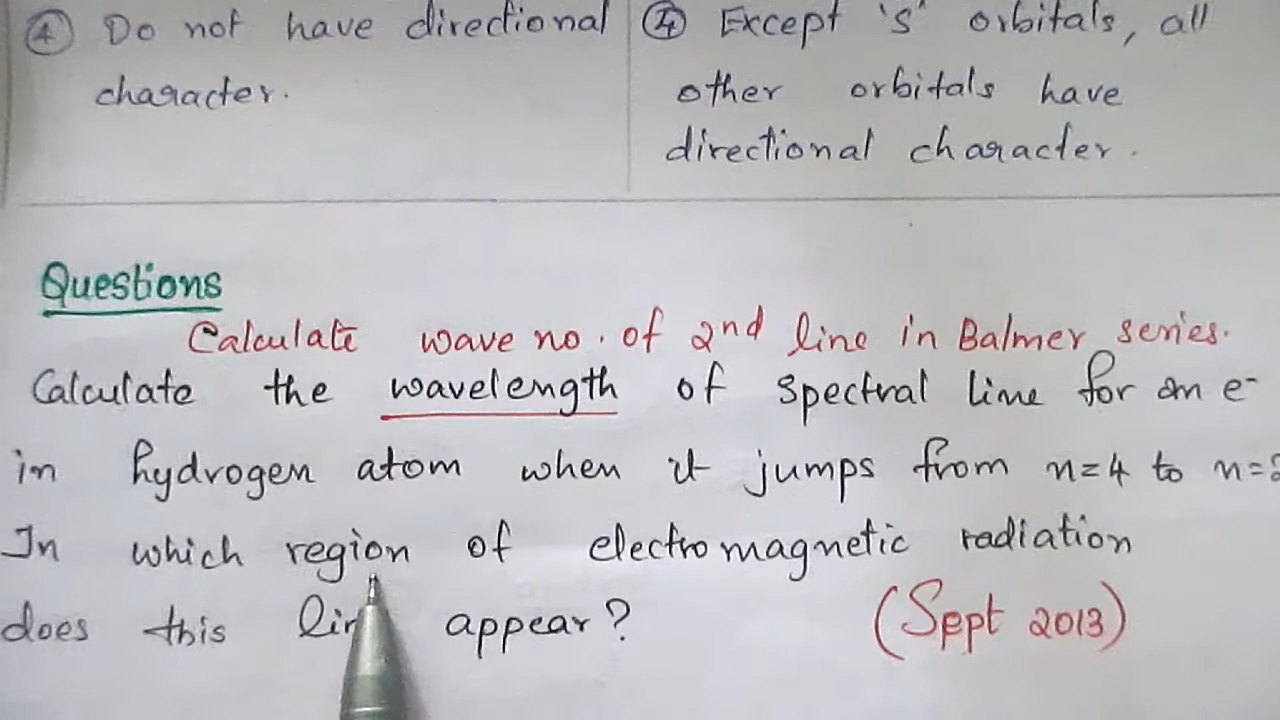 ④ Do not have directional
character.
④ Except 's' orbitals, all
other orbitals have
directional character.
Questions
Calculate wave no. of 2nd line in Balmer series.
Calculate the wavelength of spectral line for an e-
in hydrogen atom when it jumps from n=4 to n=2
In which region of electromagnetic radiation
does this appear?
(Sept 2013)